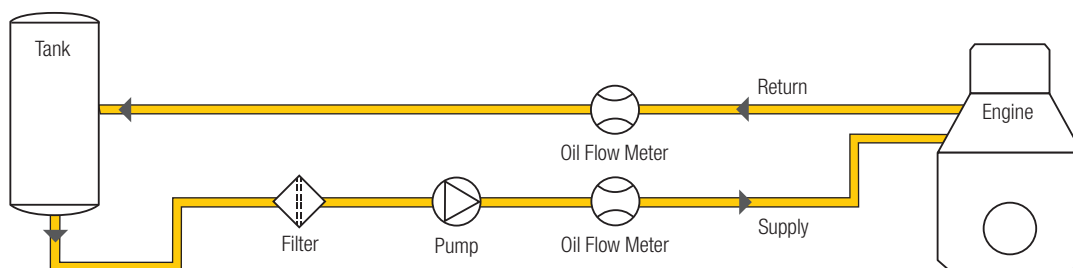 Tank
Return
Engine
Oil Flow Meter
Filter
Pump
Oil Flow Meter
Supply